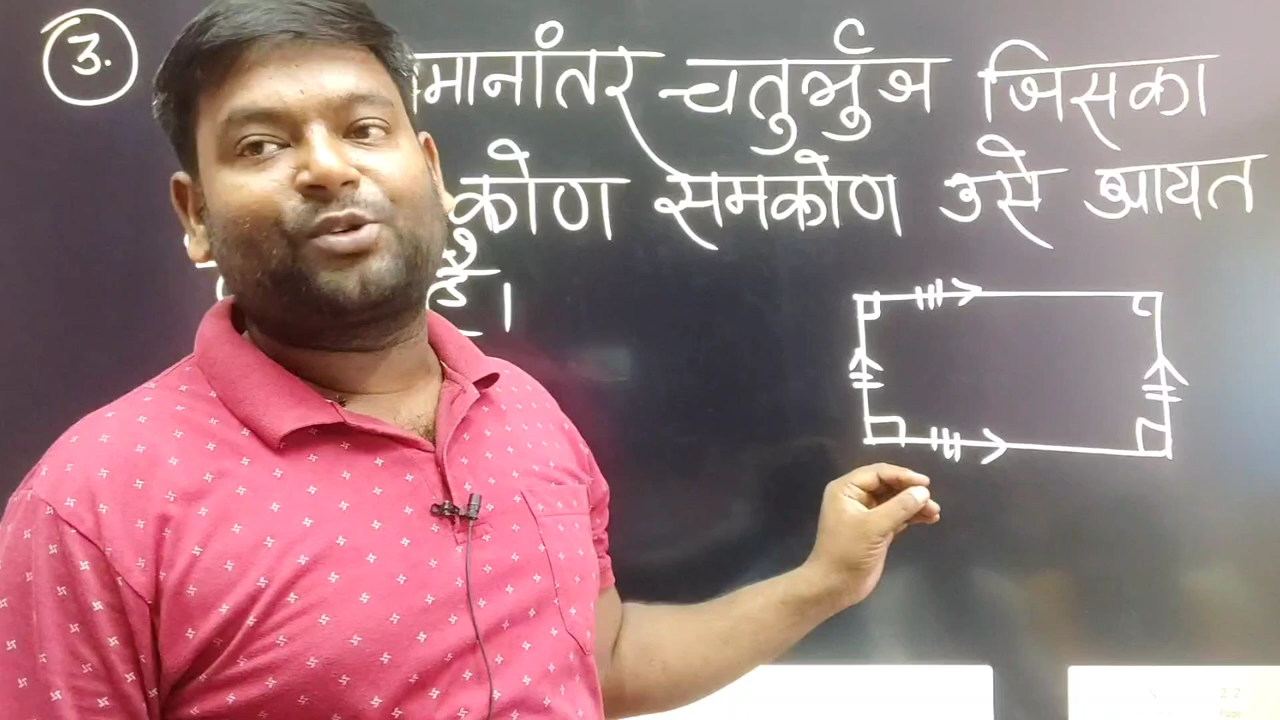 3.
मानांतर चतुर्भुज जिसका
कोण समकोण उसे आयत
है।